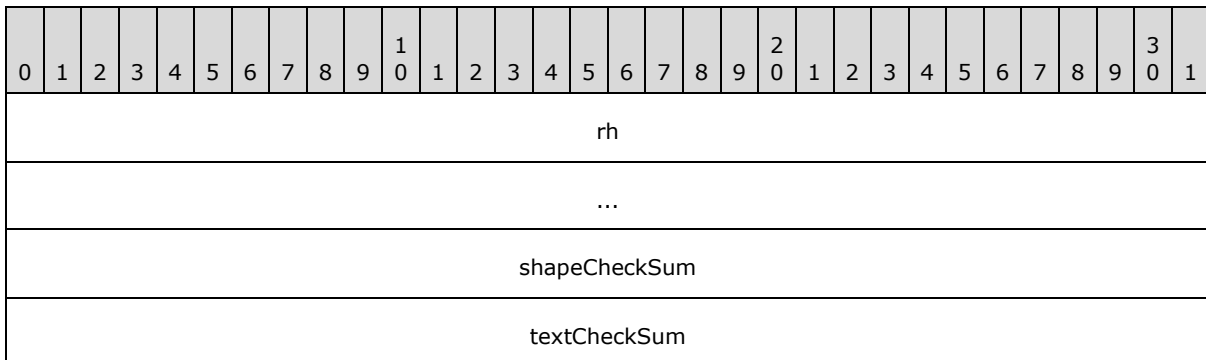 0 1 2 3 4 5 6 7 8 9 1 0 1 2 3 4 5 6 7 8 9 2 0 1 2 3 4 5 6 7 8 9 3 0 1
rh
...
shapeCheckSum
textCheckSum